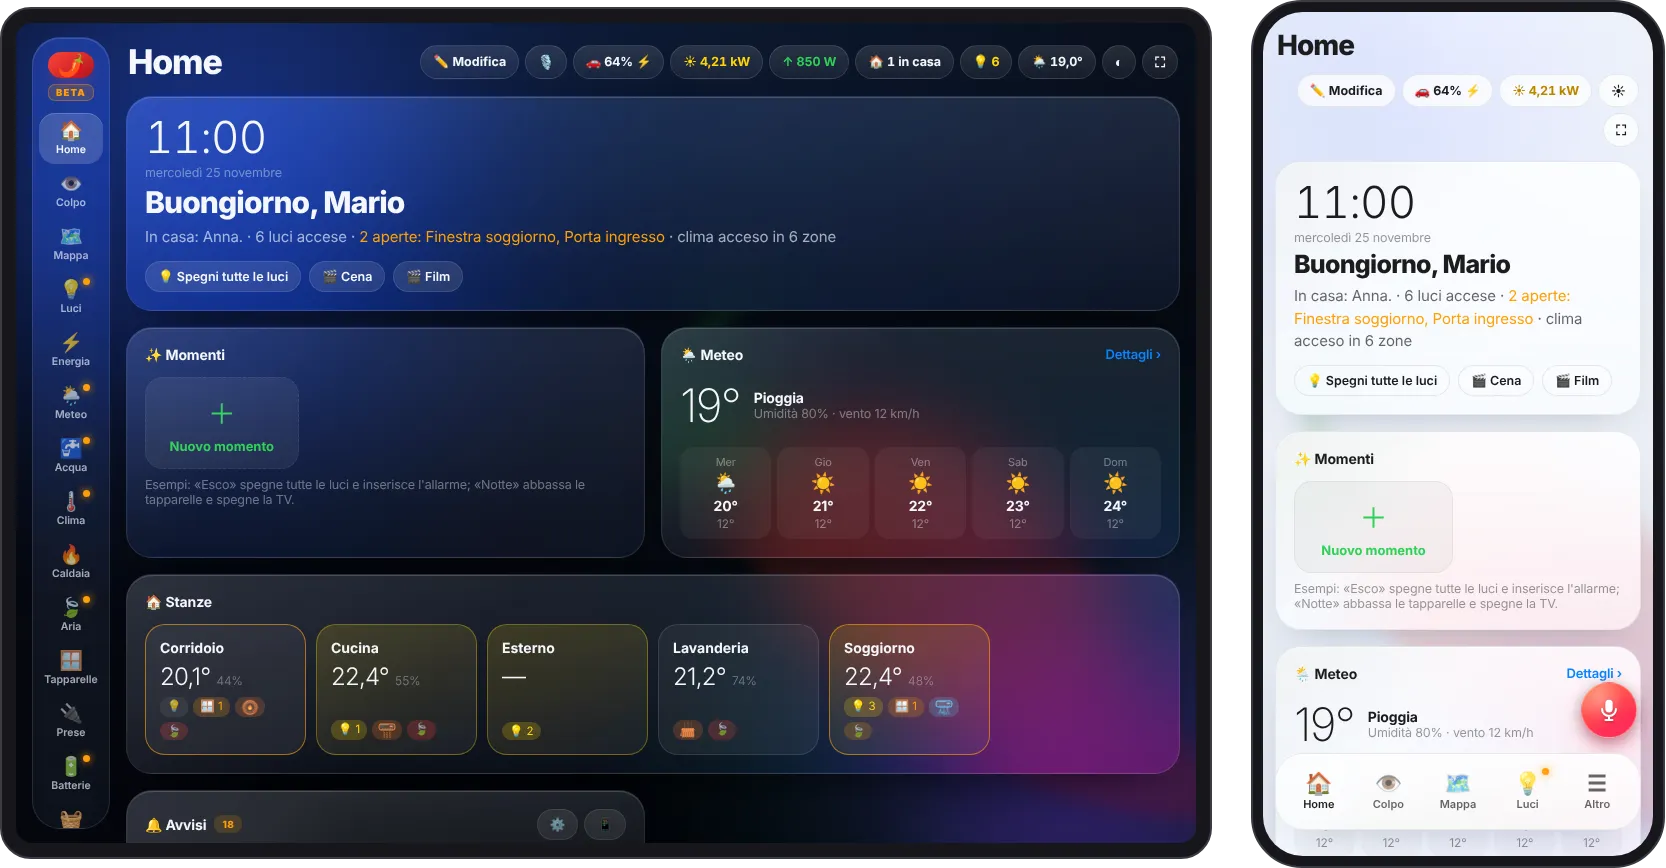 BETA
Home
Colpo
Mappa
Luci
Energia
Meteo
Acqua
Clima
Caldaia
Aria
Tapparelle
Prese
Batterie
Home
Modifica
64%
4,21 kW
↑ 850 W
1 in casa
6
19,0°
11:00
mercoledì 25 novembre
Buongiorno, Mario
In casa: Anna. · 6 luci accese · 2 aperte: Finestra soggiorno, Porta ingresso · clima acceso in 6 zone
Spegni tutte le luci
Cena
Film
Momenti
+
Nuovo momento
Esempi: «Esco» spegne tutte le luci e inserisce l'allarme; «Notte» abbassa le
tapparelle e spegne la TV.
Meteo
Dettagli ›
19°
Pioggia
Umidità 80% · vento 12 km/h
Mer Gio Ven Sab Dom
20° 21° 22° 23° 24°
12° 12° 12° 12° 12°
Stanze
Corridoio
20,1° 44%
1
Cucina
22,4° 55%
1
Esterno
—
2
Lavanderia
21,2° 74%
Soggiorno
22,4° 48%
3 1
Avvisi 18
Home
Modifica
64%
4,21 kW
11:00
mercoledì 25 novembre
Buongiorno, Mario
In casa: Anna. · 6 luci accese · 2 aperte:
Finestra soggiorno, Porta ingresso · clima
acceso in 6 zone
Spegni tutte le luci
Cena
Film
Momenti
+
Nuovo momento
Esempi: «Esco» spegne tutte le luci e inserisce l'allarme;
«Notte» abbassa le tapparelle e spegne la TV.
Meteo
Dettagli ›
19°
Pioggia
Umidità 80% · vento 12 km/h
Home
Colpo
Mappa
Luci
Altro
12° 12° 12° 12° 12°